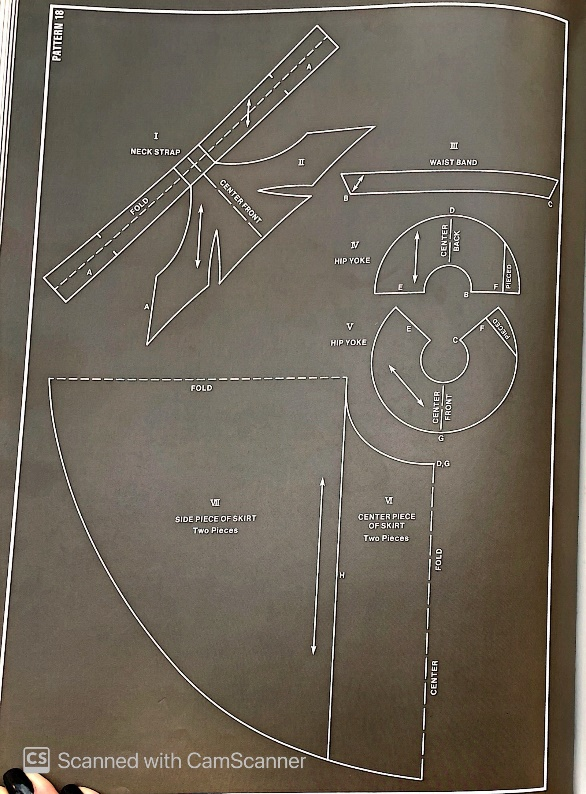 PATTERN 18
I
NECK STRAP
FOLD
A
A
A
II
CENTER FRONT
III
WAIST BAND
B
C
IV
HIP YOKE
D
CENTER
BACK
PIECED
E
B
F
V
HIP YOKE
E
C
F
PIECED
CENTER
FRONT
G
FOLD
D,G
VII
SIDE PIECE OF SKIRT
Two Pieces
VI
CENTER PIECE
OF SKIRT
Two Pieces
H
FOLD
CENTER
CS Scanned with CamScanner